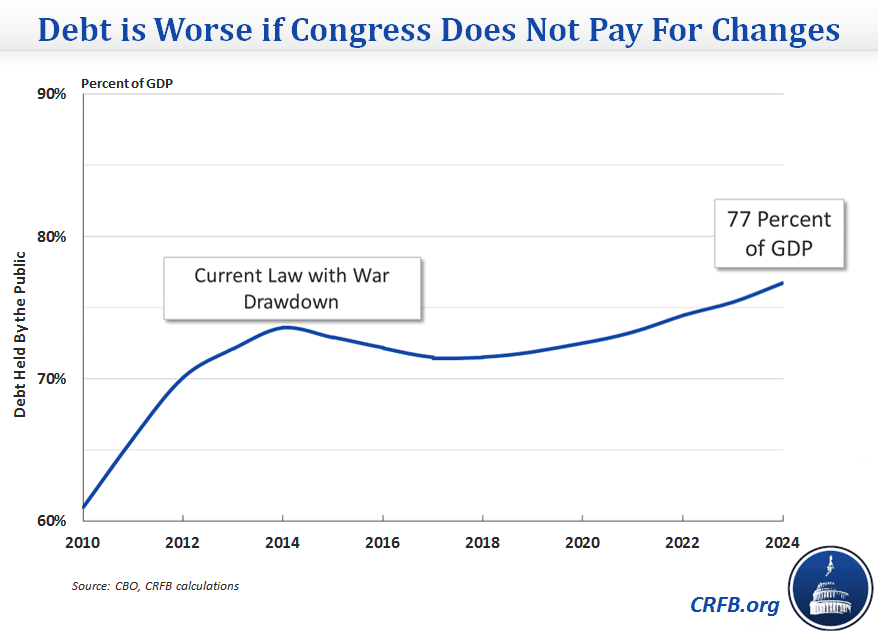 Debt is Worse if Congress Does Not Pay For Changes
Percent of GDP
90%
80%
70%
60%
Debt Held By the Public
Current Law with War
Drawdown
77 Percent
of GDP
2010 2012 2014 2016 2018 2020 2022 2024
Source: CBO, CRFB calculations
CRFB.org